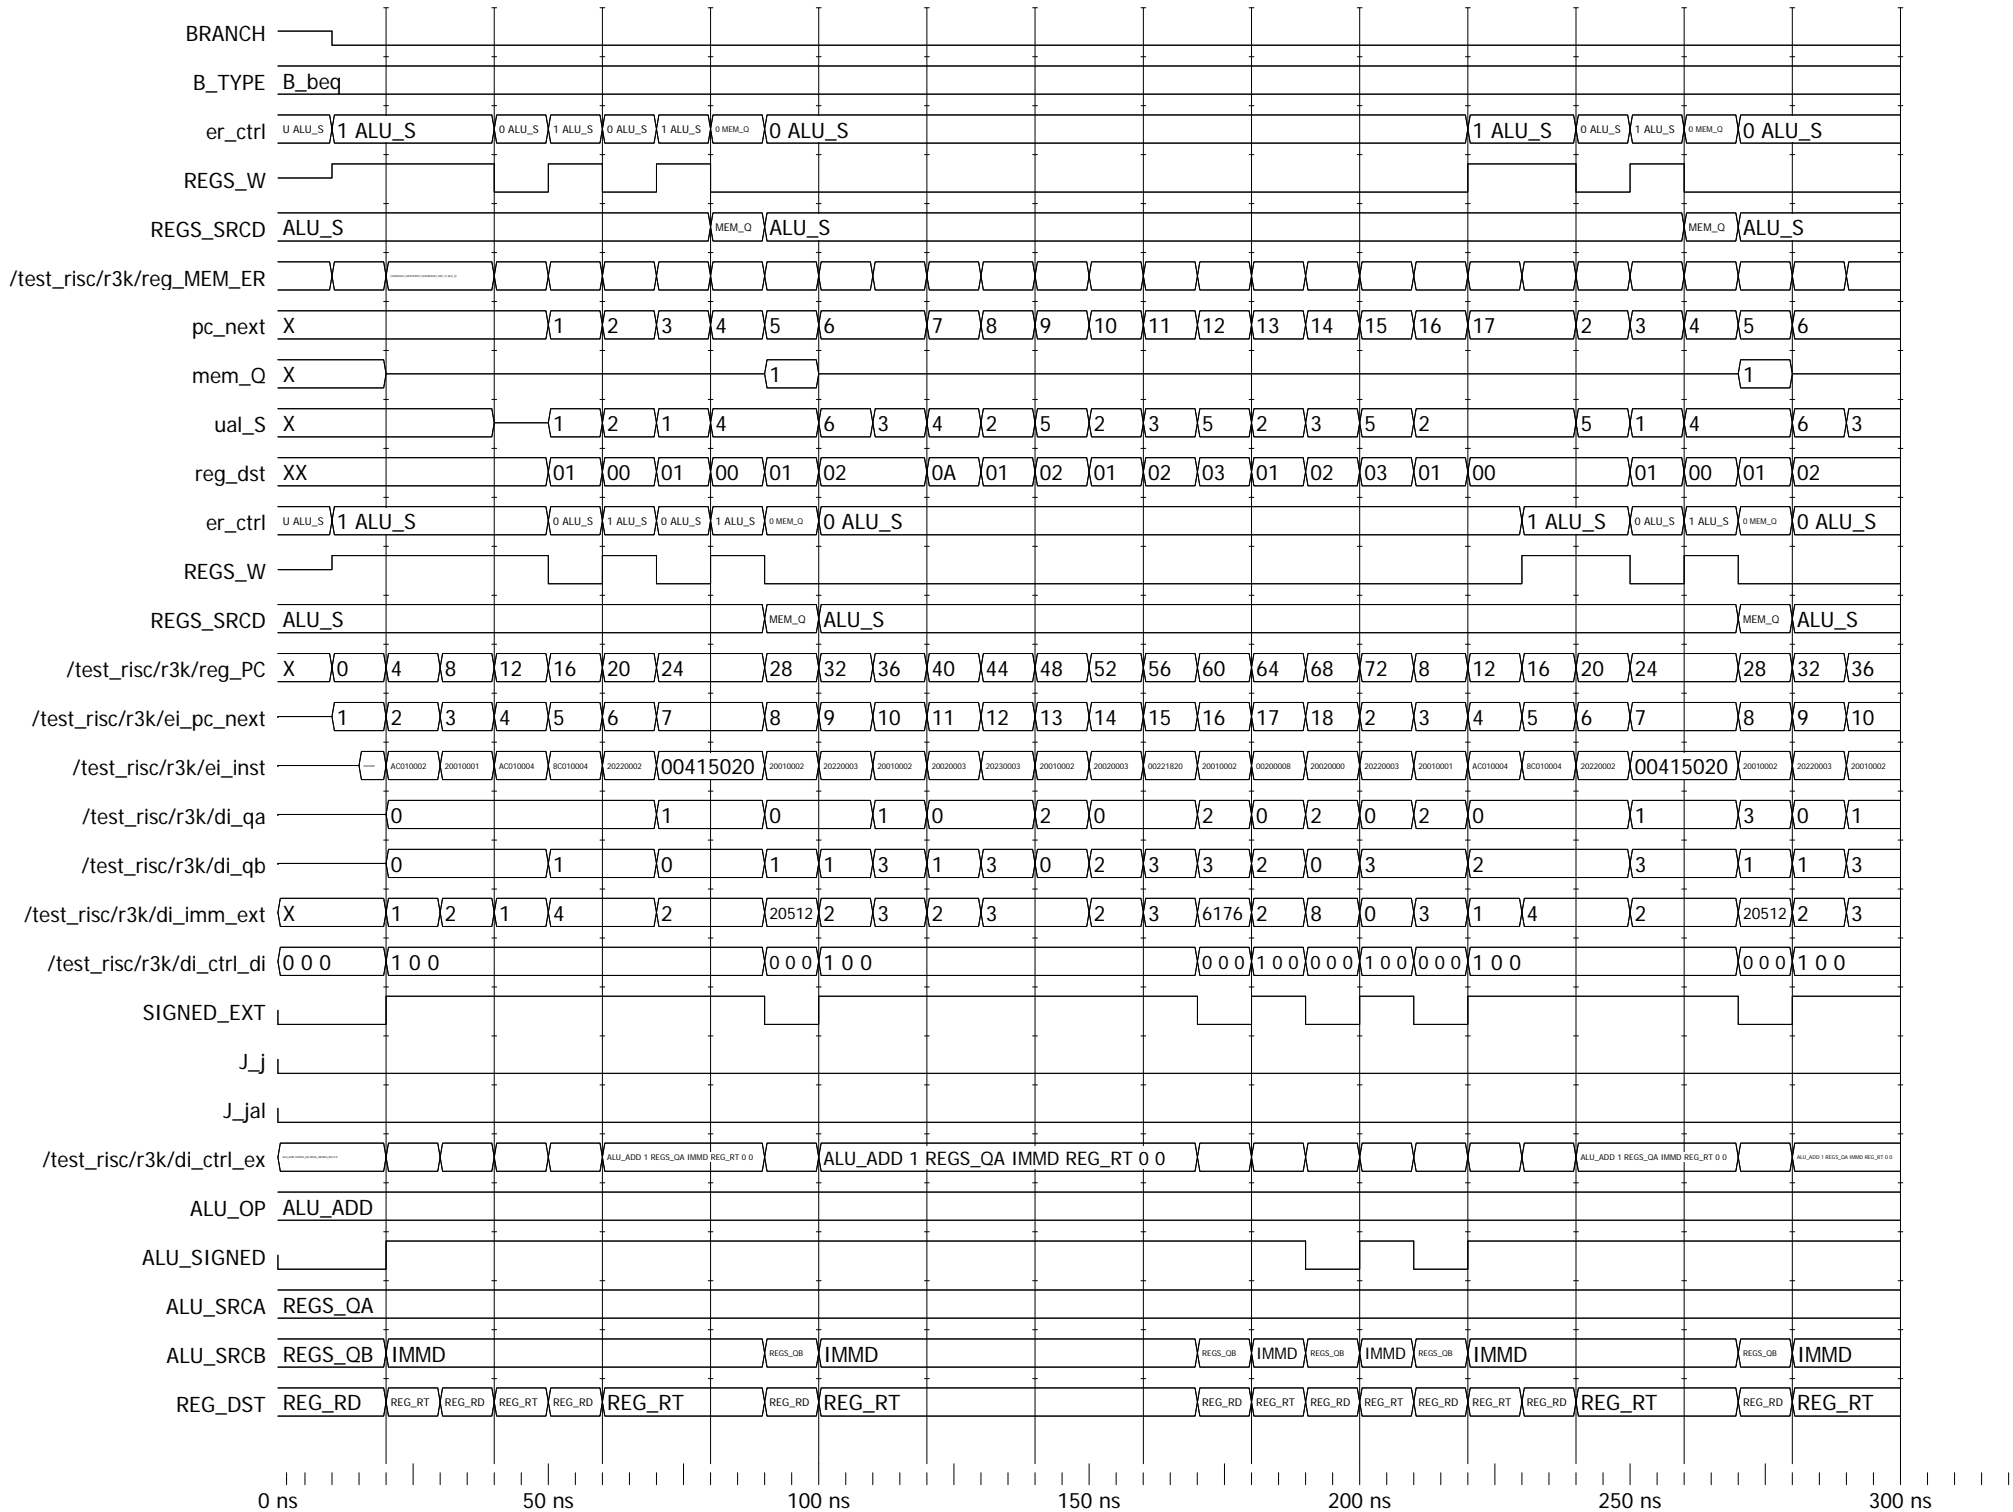 BRANCH
B_TYPE B_beq
er_ctrl U ALU_S 1 ALU_S 0 ALU_S 1 ALU_S 0 ALU_S 1 ALU_S 0 MEM_Q 0 ALU_S 1 ALU_S 0 ALU_S 1 ALU_S 0 MEM_Q 0 ALU_S
REGS_W
REGS_SRCD ALU_S MEM_Q ALU_S MEM_Q ALU_S
/test_risc/r3k/reg_MEM_ER
pc_next X 1 2 3 4 5 6 7 8 9 10 11 12 13 14 15 16 17 2 3 4 5 6
mem_Q X 1 1
ual_S X 1 2 1 4 6 3 4 2 5 2 3 5 2 3 5 2 5 1 4 6 3
reg_dst XX 01 00 01 00 01 02 0A 01 02 01 02 03 01 02 03 01 00 01 00 01 02
er_ctrl U ALU_S 1 ALU_S 0 ALU_S 1 ALU_S 0 ALU_S 1 ALU_S 0 MEM_Q 0 ALU_S 1 ALU_S 0 ALU_S 1 ALU_S 0 MEM_Q 0 ALU_S
REGS_W
REGS_SRCD ALU_S MEM_Q ALU_S MEM_Q ALU_S
/test_risc/r3k/reg_PC X 0 4 8 12 16 20 24 28 32 36 40 44 48 52 56 60 64 68 72 8 12 16 20 24 28 32 36
/test_risc/r3k/ei_pc_next 1 2 3 4 5 6 7 8 9 10 11 12 13 14 15 16 17 18 2 3 4 5 6 7 8 9 10
/test_risc/r3k/ei_inst AC010002 20010001 AC010004 8C010004 20220002 00415020 20010002 20220003 20010002 20020003 20230003 20010002 20020003 00221820 20010002 00200008 20020000 20220003 20010001 AC010004 8C010004 20220002 00415020 20010002 20220003 20010002
/test_risc/r3k/di_qa 0 1 0 1 0 2 0 2 0 2 0 2 0 1 3 0 1
/test_risc/r3k/di_qb 0 1 0 1 1 3 1 3 0 2 3 3 2 0 3 2 3 1 1 3
/test_risc/r3k/di_imm_ext X 1 2 1 4 2 20512 2 3 2 3 2 3 6176 2 8 0 3 1 4 2 20512 2 3
/test_risc/r3k/di_ctrl_di 0 0 0 1 0 0 0 0 0 1 0 0 0 0 0 1 0 0 0 0 0 1 0 0 0 0 0 1 0 0 0 0 0 1 0 0
SIGNED_EXT
J_j
J_jal
/test_risc/r3k/di_ctrl_ex ALU_ADD 1 REGS_QA IMMD REG_RT 0 0 ALU_ADD 1 REGS_QA IMMD REG_RT 0 0 ALU_ADD 1 REGS_QA IMMD REG_RT 0 0 ALU_ADD 1 REGS_QA IMMD REG_RT 0 0
ALU_OP ALU_ADD
ALU_SIGNED
ALU_SRCA REGS_QA
ALU_SRCB REGS_QB IMMD REGS_QB IMMD REGS_QB IMMD REGS_QB IMMD REGS_QB IMMD REGS_QB IMMD
REG_DST REG_RD REG_RT REG_RD REG_RT REG_RD REG_RT REG_RD REG_RT REG_RD REG_RT REG_RD REG_RT REG_RD REG_RT REG_RD REG_RT REG_RD REG_RT
0 ns 50 ns 100 ns 150 ns 200 ns 250 ns 300 ns